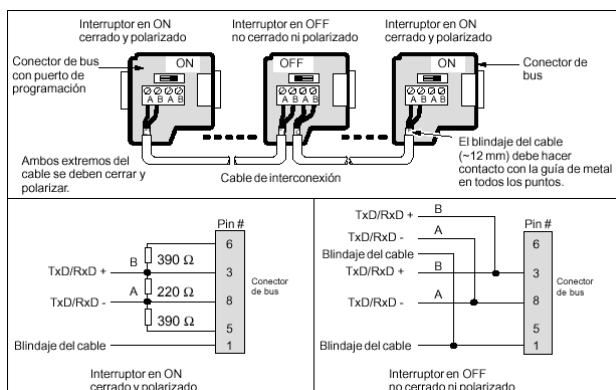 Interruptor en ON
cerrado y polarizado
Interruptor en OFF
no cerrado ni polarizado
Interruptor en ON
cerrado y polarizado
Conector de bus
con puerto de
programación
ON
OFF
ON
Conector de
bus
A B A B
A B A B
A B A B
Ambos extremos del
cable se deben cerrar y
polarizar.
Cable de interconexión
El blindaje del cable
(~12 mm) debe hacer
contacto con la guía de metal
en todos los puntos.
Pin #
6
B 390 Ω
TxD/RxD +
3
A 220 Ω
TxD/RxD -
8
390 Ω
5
Blindaje del cable
1
Conector
de bus
Interruptor en ON
cerrado y polarizado
Pin #
TxD/RxD + B
TxD/RxD - A
6
Blindaje del cable
TxD/RxD + B
3
TxD/RxD - A
8
5
Blindaje del cable
1
Conector
de bus
Interruptor en OFF
no cerrado ni polarizado